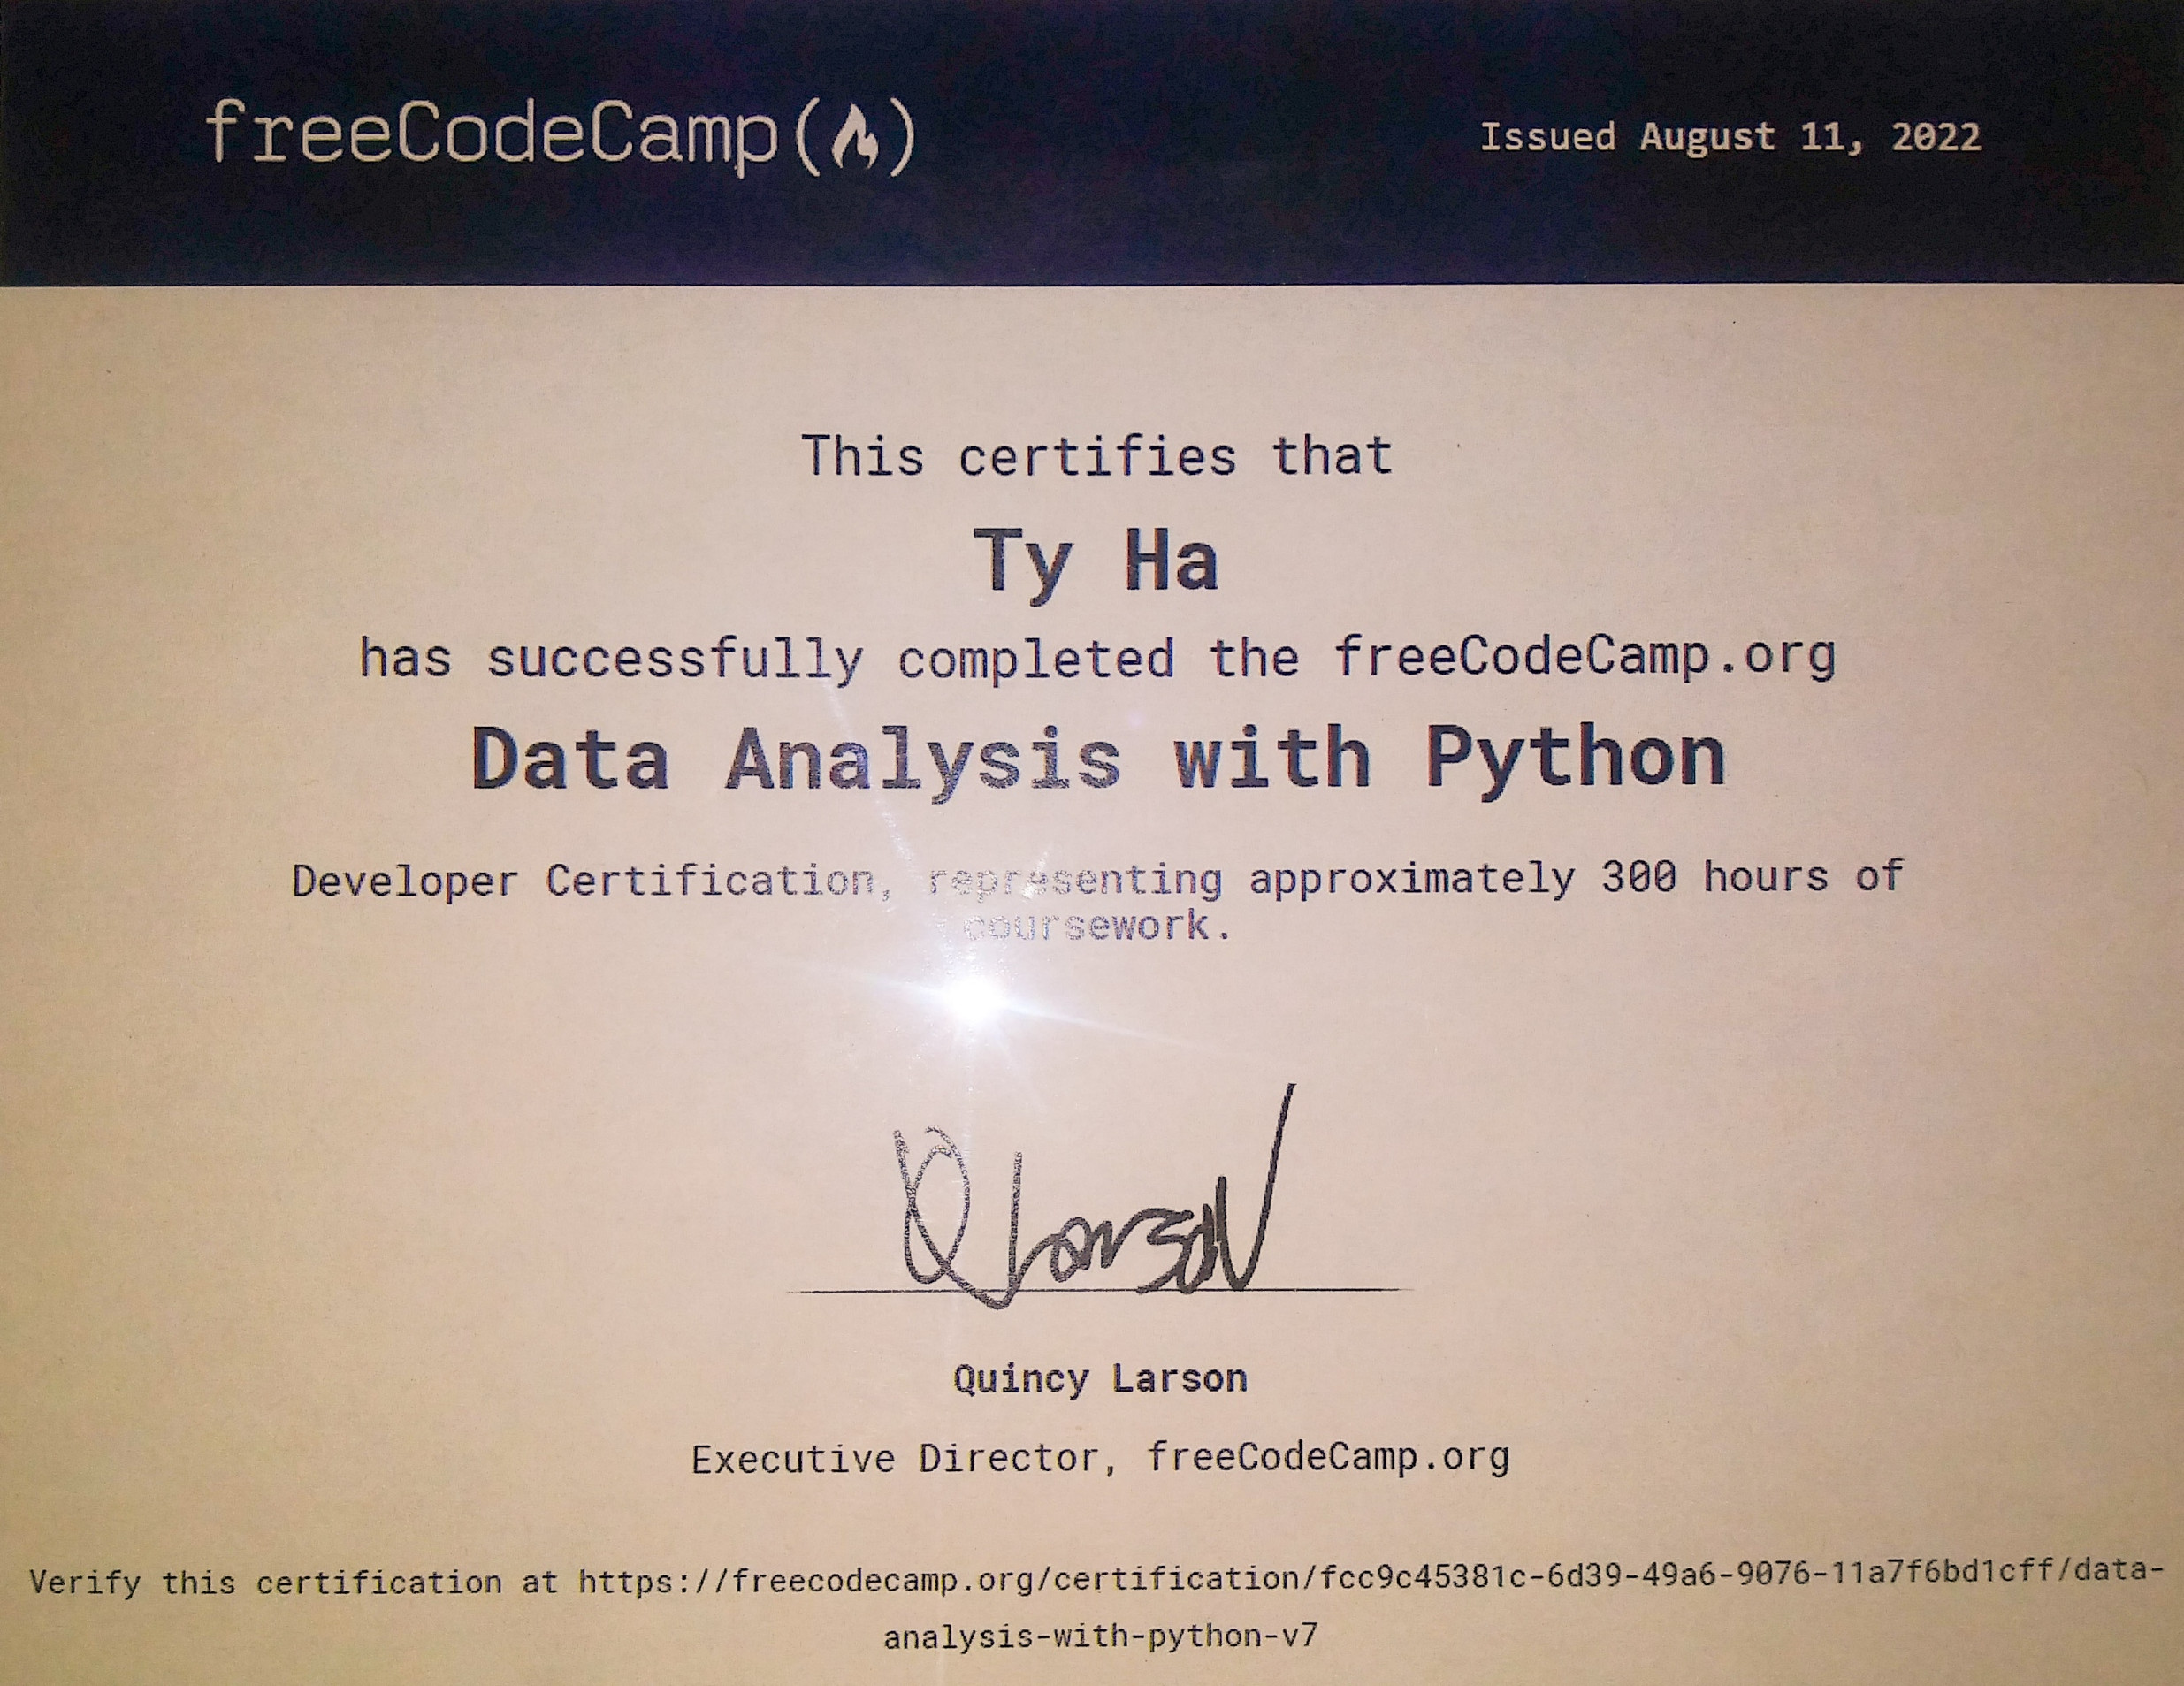 freeCodeCamp(🔥)
Issued August 11, 2022
This certifies that
Ty Ha
has successfully completed the freeCodeCamp.org
Data Analysis with Python
Developer Certification, representing approximately 300 hours of
coursework.
Q Larson
Quincy Larson
Executive Director, freeCodeCamp.org
Verify this certification at https://freecodecamp.org/certification/fcc9c45381c-6d39-49a6-9076-11a7f6bd1cff/data-
analysis-with-python-v7